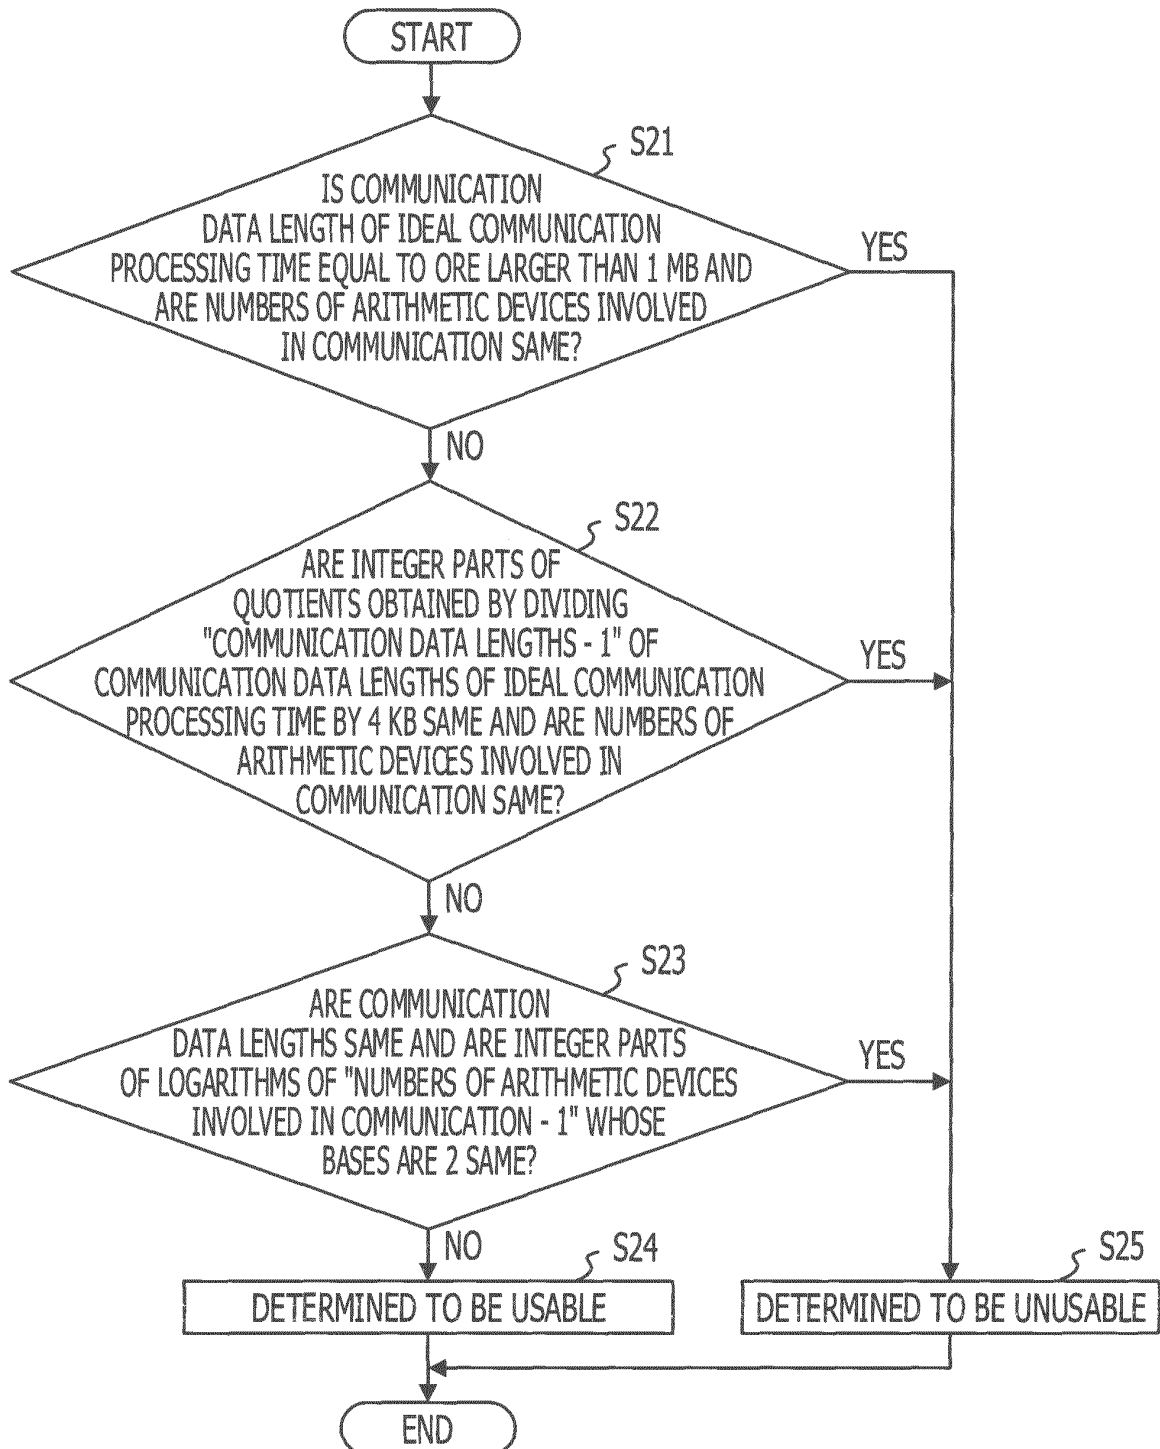 START
S21
IS COMMUNICATION
DATA LENGTH OF IDEAL COMMUNICATION
PROCESSING TIME EQUAL TO ORE LARGER THAN 1 MB AND
ARE NUMBERS OF ARITHMETIC DEVICES INVOLVED
IN COMMUNICATION SAME?
YES
NO
S22
ARE INTEGER PARTS OF
QUOTIENTS OBTAINED BY DIVIDING
"COMMUNICATION DATA LENGTHS - 1" OF
COMMUNICATION DATA LENGTHS OF IDEAL COMMUNICATION
PROCESSING TIME BY 4 KB SAME AND ARE NUMBERS OF
ARITHMETIC DEVICES INVOLVED IN
COMMUNICATION SAME?
YES
NO
S23
ARE COMMUNICATION
DATA LENGTHS SAME AND ARE INTEGER PARTS
OF LOGARITHMS OF "NUMBERS OF ARITHMETIC DEVICES
INVOLVED IN COMMUNICATION - 1" WHOSE
BASES ARE 2 SAME?
YES
NO
S24
DETERMINED TO BE USABLE
S25
DETERMINED TO BE UNUSABLE
END